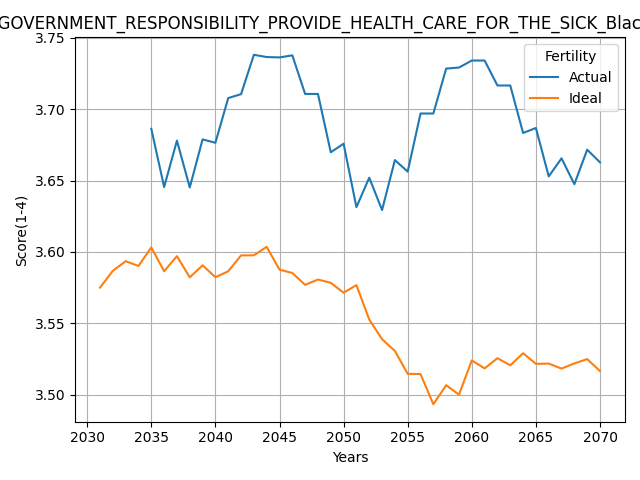 GOVERNMENT_RESPONSIBILITY_PROVIDE_HEALTH_CARE_FOR_THE_SICK_Blac
Fertility
Actual
Ideal
3.75
3.70
3.65
3.60
3.55
3.50
Score(1-4)
2030 2035 2040 2045 2050 2055 2060 2065 2070
Years